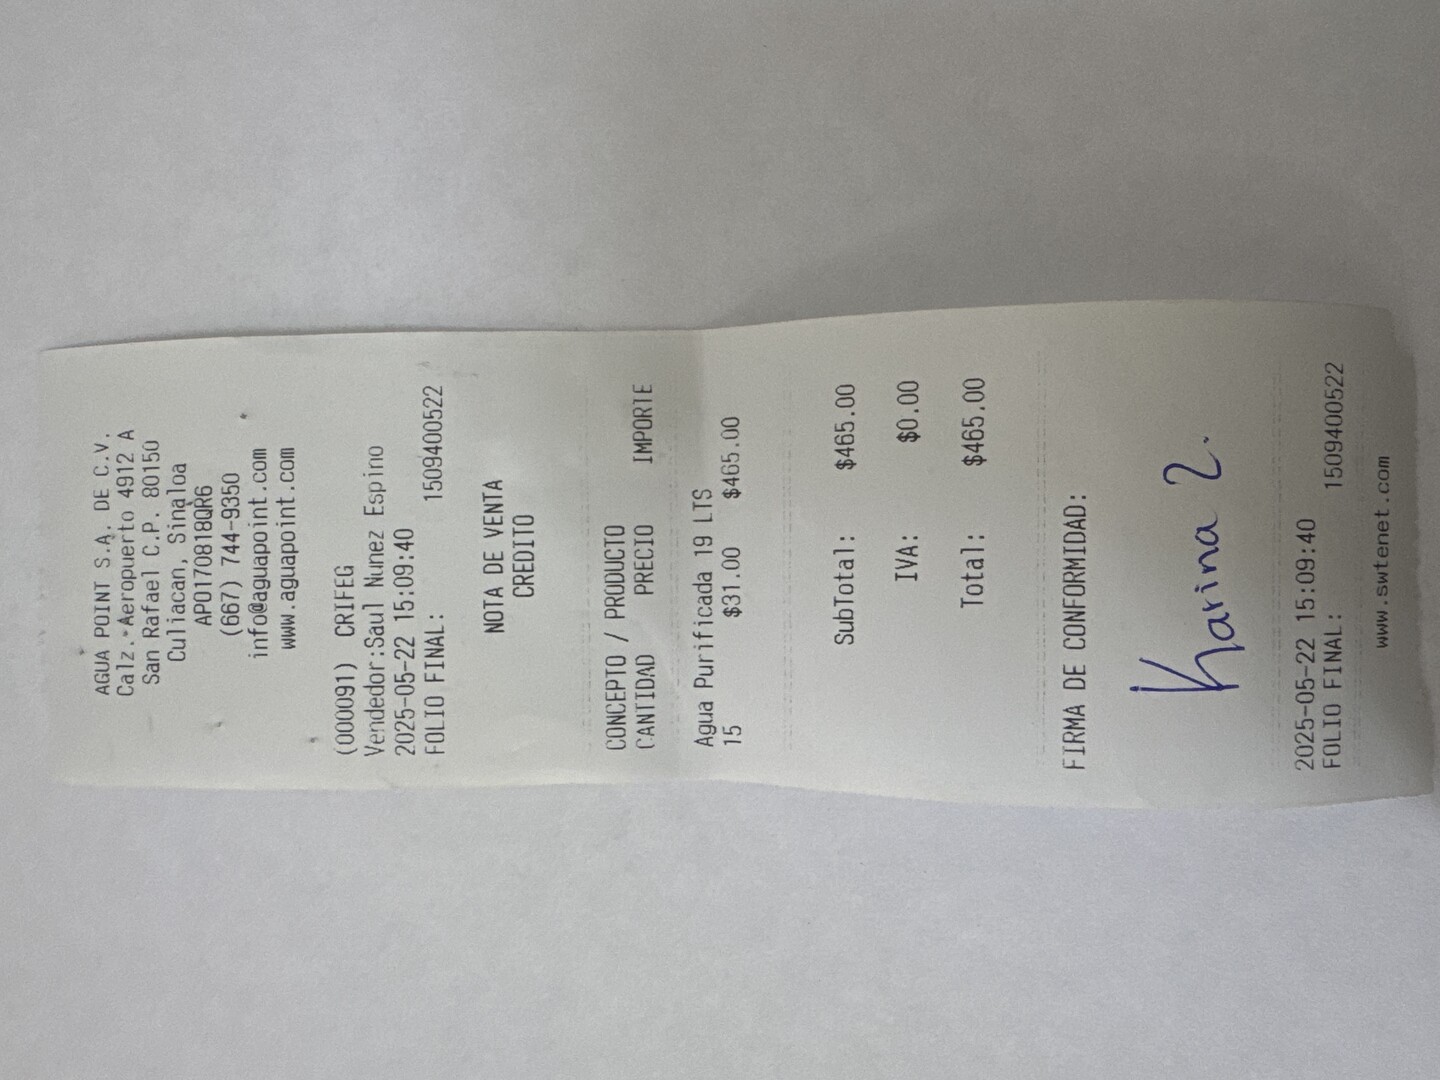 AGUA POINT S.A. DE C.V.
Calz. Aeropuerto 4912 A
San Rafael C.P. 80150
Culiacan, Sinaloa
APO170818QR6
(667) 744-9350
info@aguapoint.com
www.aguapoint.com
(000091) CRIFEG
Vendedor:Saul Nunez Espino
2025-05-22 15:09:40
FOLIO FINAL: 1509400522
NOTA DE VENTA
CREDITO
CONCEPTO / PRODUCTO
CANTIDAD PRECIO IMPORTE
Agua Purificada 19 LTS
15 $31.00 $465.00
SubTotal: $465.00
IVA: $0.00
Total: $465.00
FIRMA DE CONFORMIDAD:
Karina Z.
2025-05-22 15:09:40
FOLIO FINAL: 1509400522
www.swtenet.com